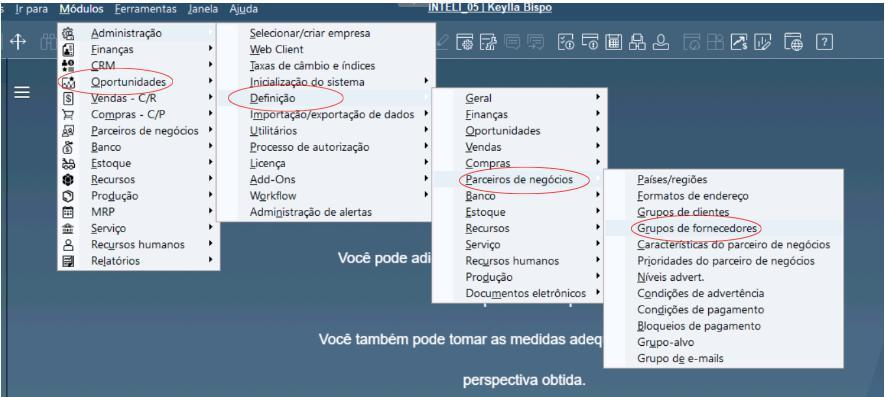 s Ir para Módulos Ferramentas Janela Ajuda
INTELI_05 | Keylla Bispo
Administração
Finanças
CRM
Oportunidades
Vendas - C/R
Compras - C/P
Parceiros de negócios
Banco
Estoque
Recursos
Produção
MRP
Serviço
Recursos humanos
Relatórios
Selecionar/criar empresa
Web Client
Taxas de câmbio e índices
Inicialização do sistema
Definição
Importação/exportação de dados
Utilitários
Processo de autorização
Licença
Add-Ons
Workflow
Administração de alertas
Geral
Finanças
Oportunidades
Vendas
Compras
Parceiros de negócios
Banco
Estoque
Recursos
Serviço
Recursos humanos
Produção
Documentos eletrônicos
Países/regiões
Formatos de endereço
Grupos de clientes
Grupos de fornecedores
Características do parceiro de negócios
Prioridades do parceiro de negócios
Níveis advert.
Condições de advertência
Condições de pagamento
Bloqueios de pagamento
Grupo-alvo
Grupo de e-mails
Você pode adi
Você também pode tomar as medidas adeq
perspectiva obtida.